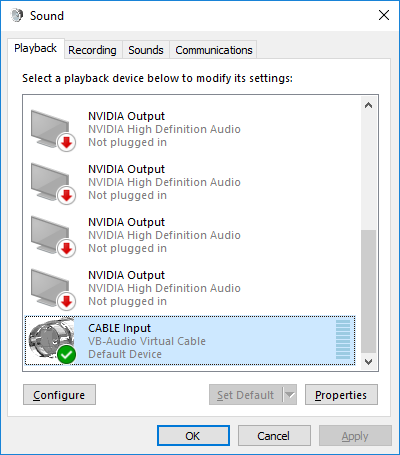 Sound
Playback Recording Sounds Communications
Select a playback device below to modify its settings:
NVIDIA Output
NVIDIA High Definition Audio
Not plugged in
NVIDIA Output
NVIDIA High Definition Audio
Not plugged in
NVIDIA Output
NVIDIA High Definition Audio
Not plugged in
NVIDIA Output
NVIDIA High Definition Audio
Not plugged in
CABLE Input
VB-Audio Virtual Cable
Default Device
Configure Set Default Properties
OK Cancel Apply